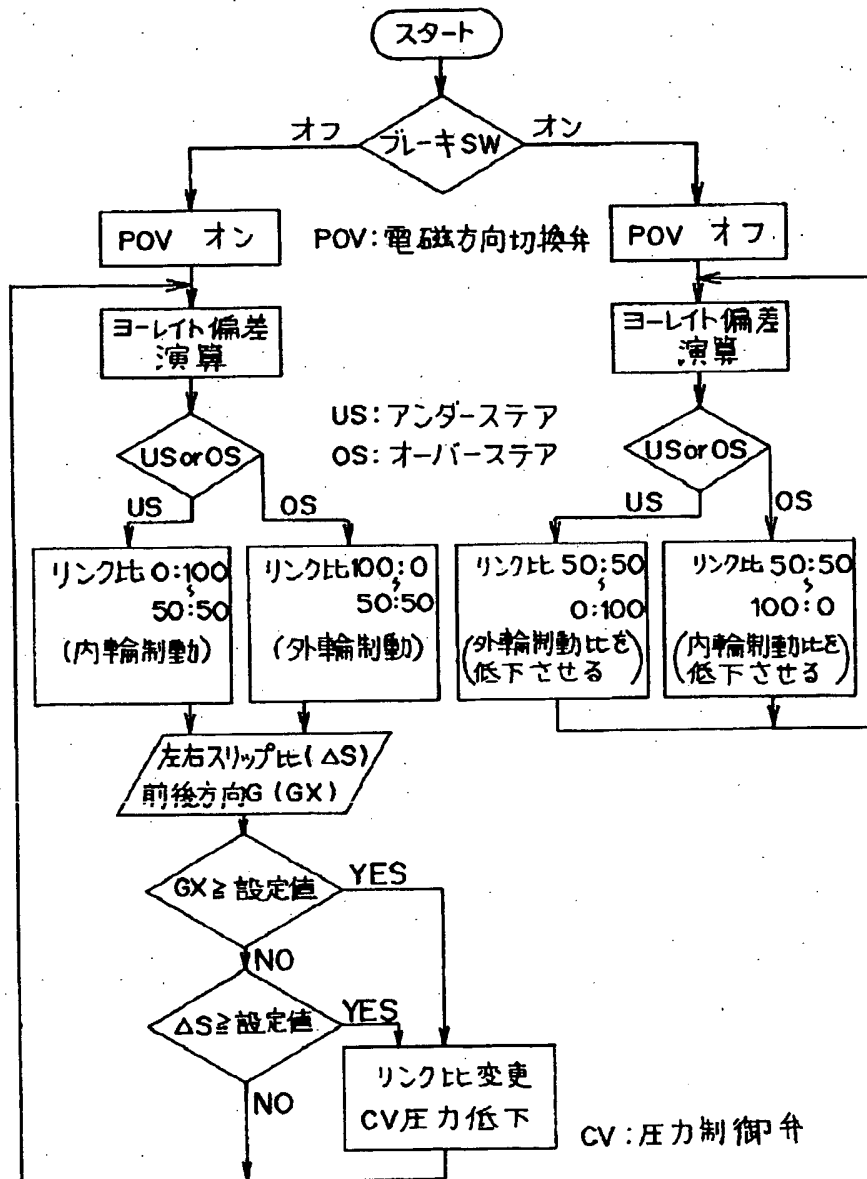 スタート
ブレーキSW
オフ
オン
POV オン
POV:電磁方向切換弁
POV オフ
ヨーレイト偏差
演算
ヨーレイト偏差
演算
US:アンダーステア
OS:オーバーステア
USorOS
USorOS
US
OS
US
OS
リンク比0:100
~
50:50
(内輪制動)
リンク比100:0
~
50:50
(外輪制動)
リンク比 50:50
~
0:100
(外輪制動比を
低下させる)
リンク比 50:50
~
100:0
(内輪制動比を
低下させる)
左右スリップ比(△S)
前後方向G(GX)
GX≧設定値
YES
NO
△S≧設定値
YES
NO
リンク比変更
CV圧力低下
CV:圧力制御弁